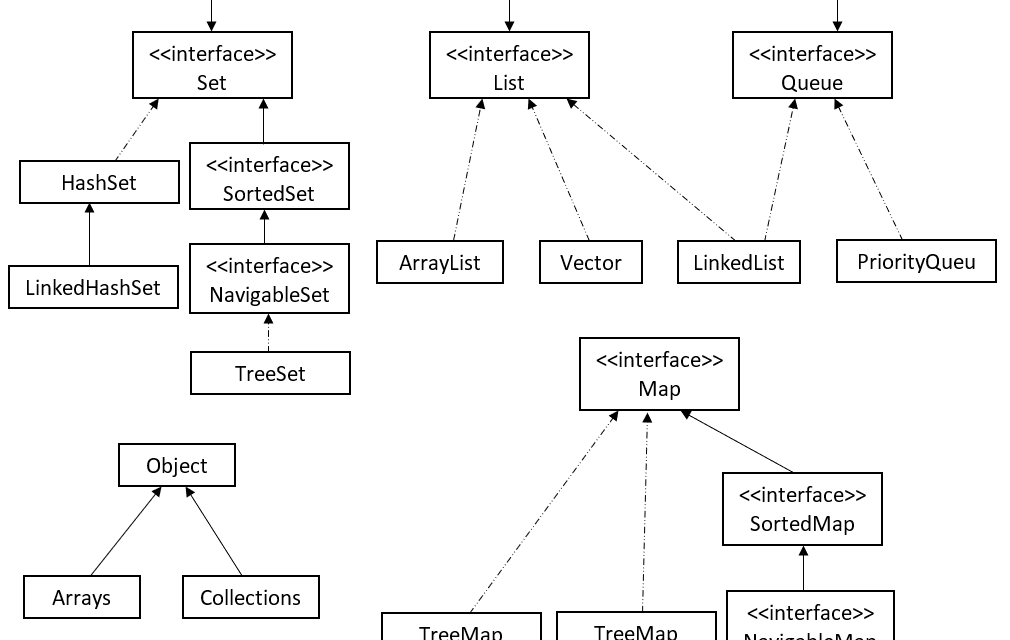 <<interface>>
Set
<<interface>>
List
<<interface>>
Queue
HashSet
<<interface>>
SortedSet
LinkedHashSet
<<interface>>
NavigableSet
ArrayList
Vector
LinkedList
PriorityQueu
TreeSet
<<interface>>
Map
Object
<<interface>>
SortedMap
Arrays
Collections
TreeMap
TreeMap
<<interface>>
NavigableMap